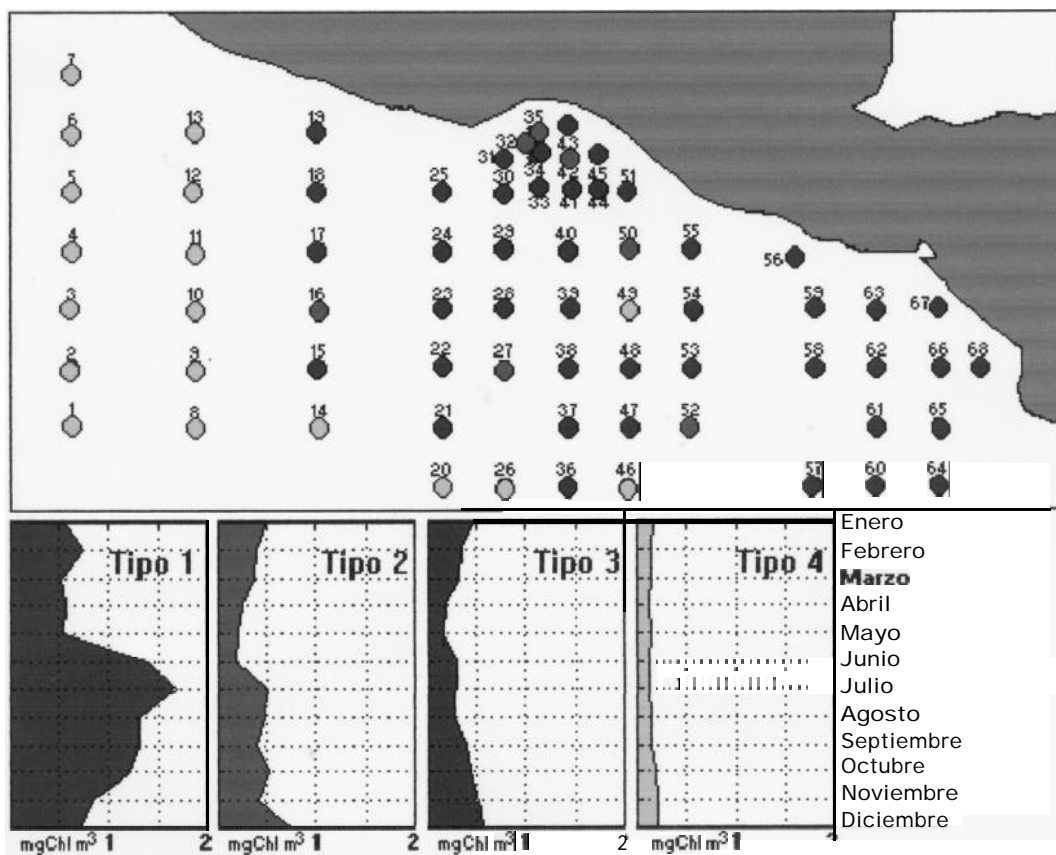 7
6 13 19 35
32 43
31
5 12 18 25 30 34 42 45 51
33 41 44
4 11 17 24 29 40 50 55
56
3 10 16 23 28 39 49 54 59 63 67
2 9 15 22 27 38 48 53 58 62 66 68
1 8 14 21 37 47 52 61 65
20 26 36 46 57 60 64
Tipo 1 Tipo 2 Tipo 3 Tipo 4
Enero
Febrero
Marzo
Abril
Mayo
Junio
Julio
Agosto
Septiembre
Octubre
Noviembre
Diciembre
mgChl m³ 1 2 mgChl m³ 1 2 mgChl m³ 1 2 mgChl m³ 1